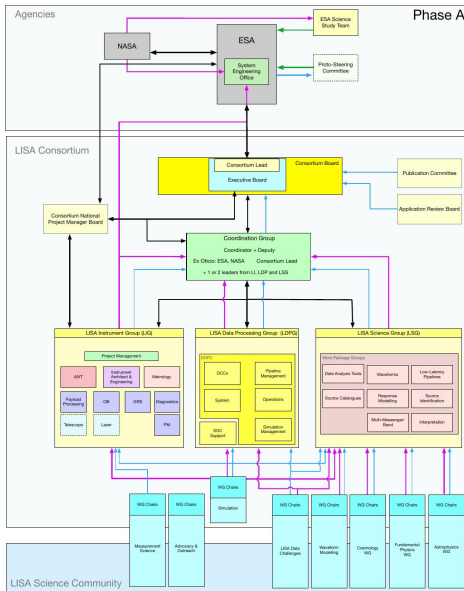 Agencies
Phase A
ESA Science
Study Team
NASA
ESA
System
Engineering
Office
Proto-Steering
Committee
LISA Consortium
Consortium Lead
Consortium Board
Executive Board
Publication Committee
Application Review Board
Consortium National
Project Manager Board
Coordination Group
Coordinator + Deputy
Ex Oficio: ESA, NASA Consortium Lead
+ 1 or 2 leaders from LI, LDP and LSS
LISA Instrument Group (LIG)
Project Management
AIVT
Instrument
Architect &
Engineering
Metrology
Payload
Processing
OB
GRS
Diagnostics
Telescope
Laser
PM
LISA Data Processing Group (LDPG)
DDPC
DCCs
Pipeline
Management
System
Operations
SOC
Support
Simulation
Management
LISA Science Group (LSG)
Work Package Groups
Data Analysis Tools
Waveforms
Low-Latency
Pipelines
Source Catalogues
Response
Modelling
Source
Identification
Multi-Messenger/
Band
Interpretation
WG Chairs
Measurement
Science
WG Chairs
Advocacy &
Outreach
WG Chairs
Simulation
WG Chairs
LISA Data
Challenges
WG Chairs
Waveform
Modelling
WG Chairs
Cosmology
WG
WG Chairs
Fundamental
Physics
WG
WG Chairs
Astrophysics
WG
LISA Science Community